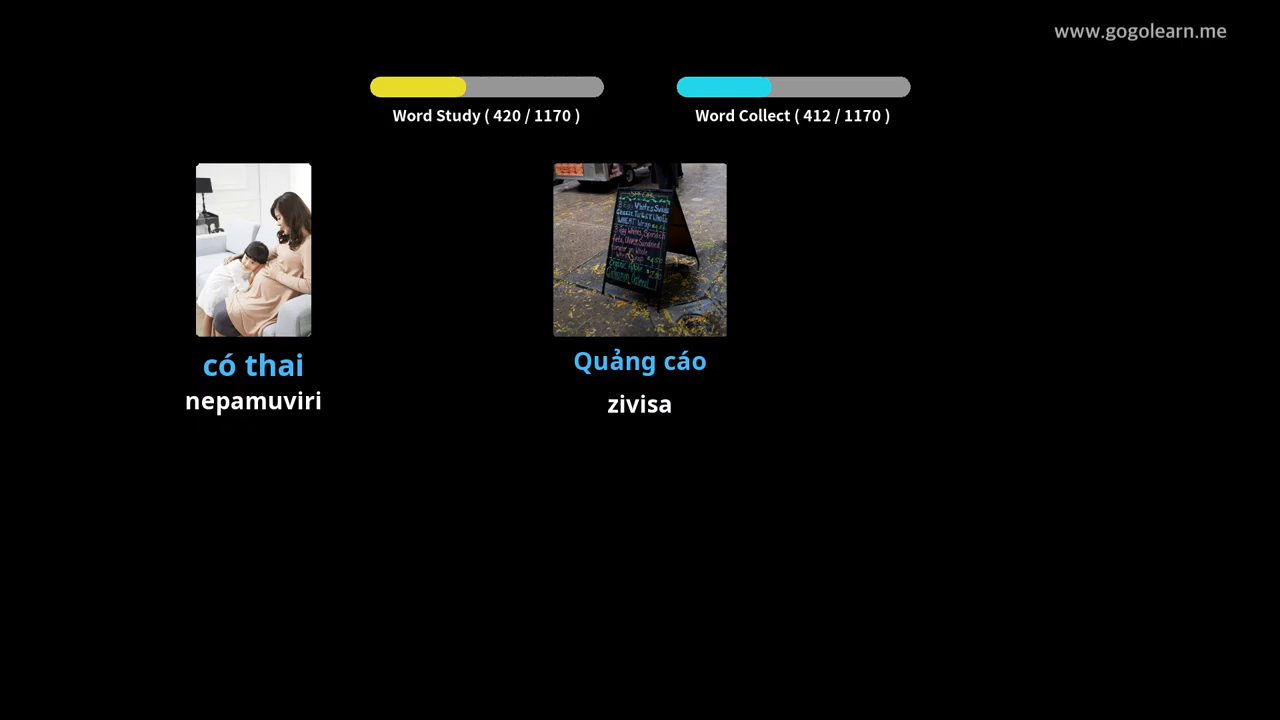 www.gogolearn.me
Word Study ( 420 / 1170 )
Word Collect ( 412 / 1170 )
có thai
nepamuviri
Quảng cáo
zivisa